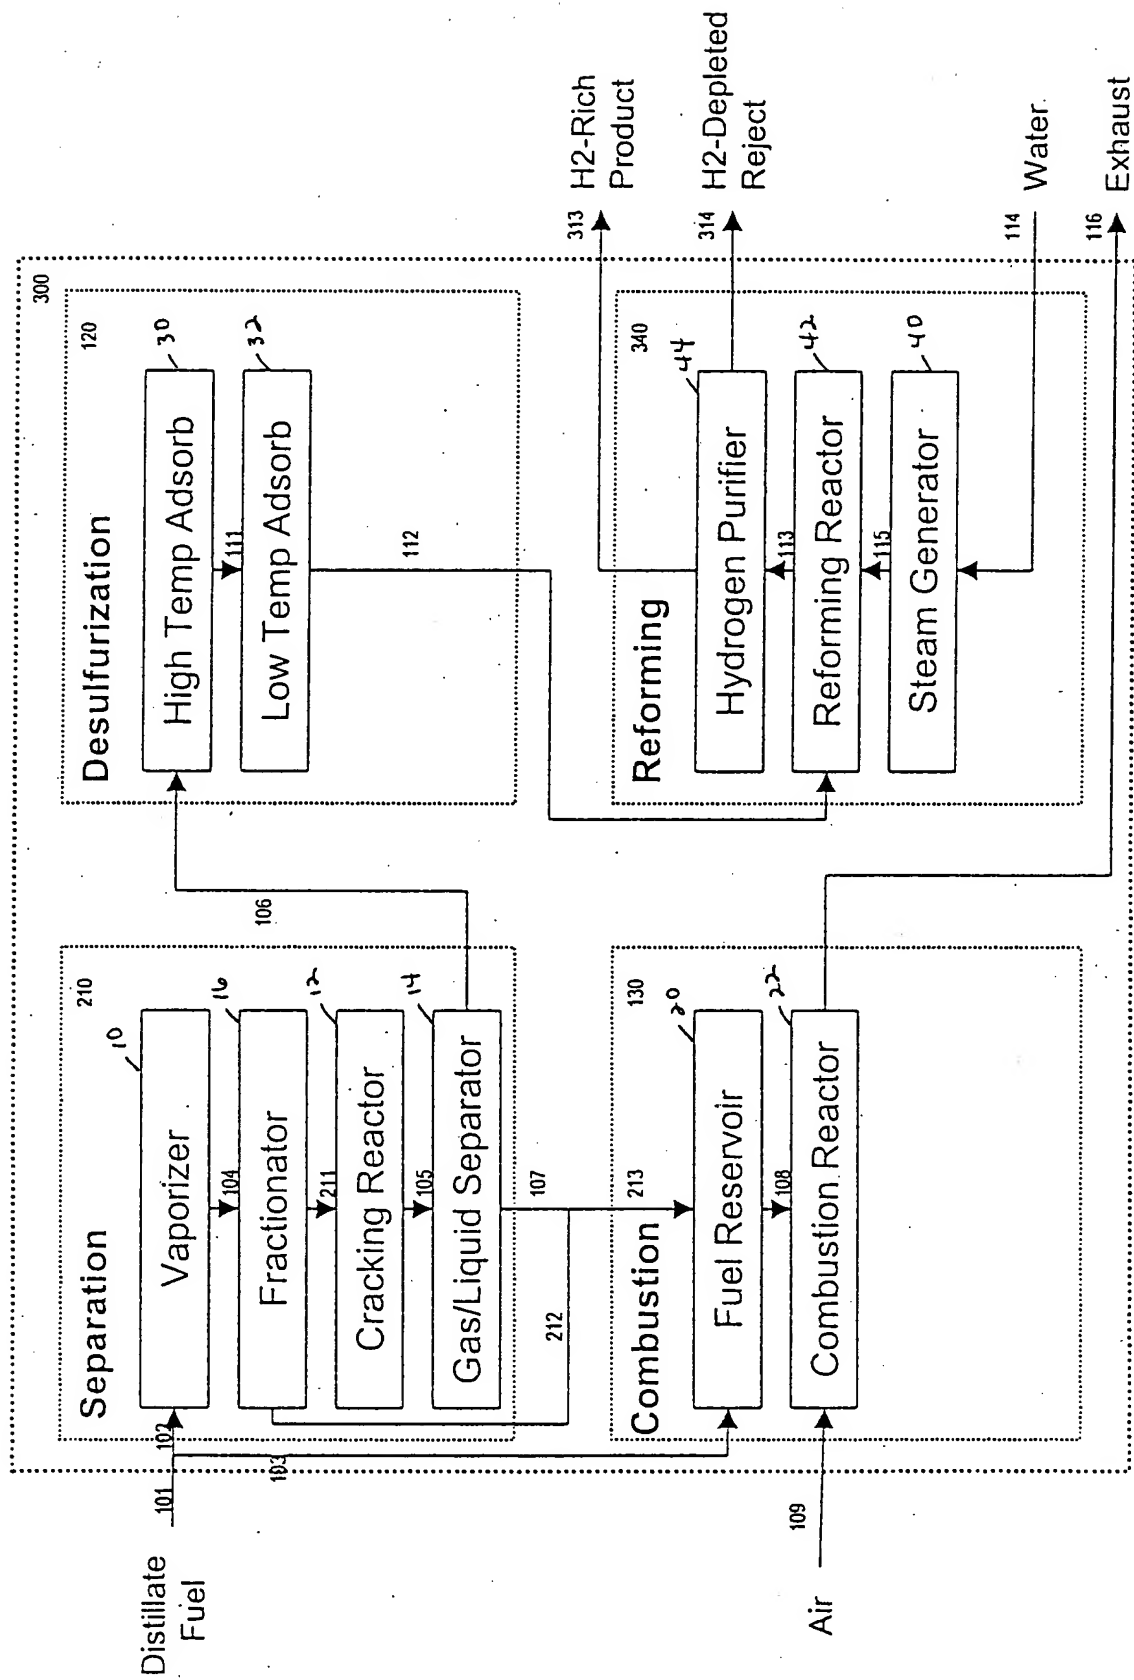 300
Separation
210
Vaporizer
10
104
Fractionator
16
211
Cracking Reactor
12
105
Gas/Liquid Separator
14
107
212
213
106
Distillate
Fuel
101
102
103
Desulfurization
120
High Temp Adsorb
30
111
Low Temp Adsorb
32
112
Combustion
130
Fuel Reservoir
20
108
Combustion Reactor
22
Air
109
Reforming
340
Hydrogen Purifier
44
113
Reforming Reactor
42
115
Steam Generator
40
313
H2-Rich
Product
314
H2-Depleted
Reject
114
Water
116
Exhaust